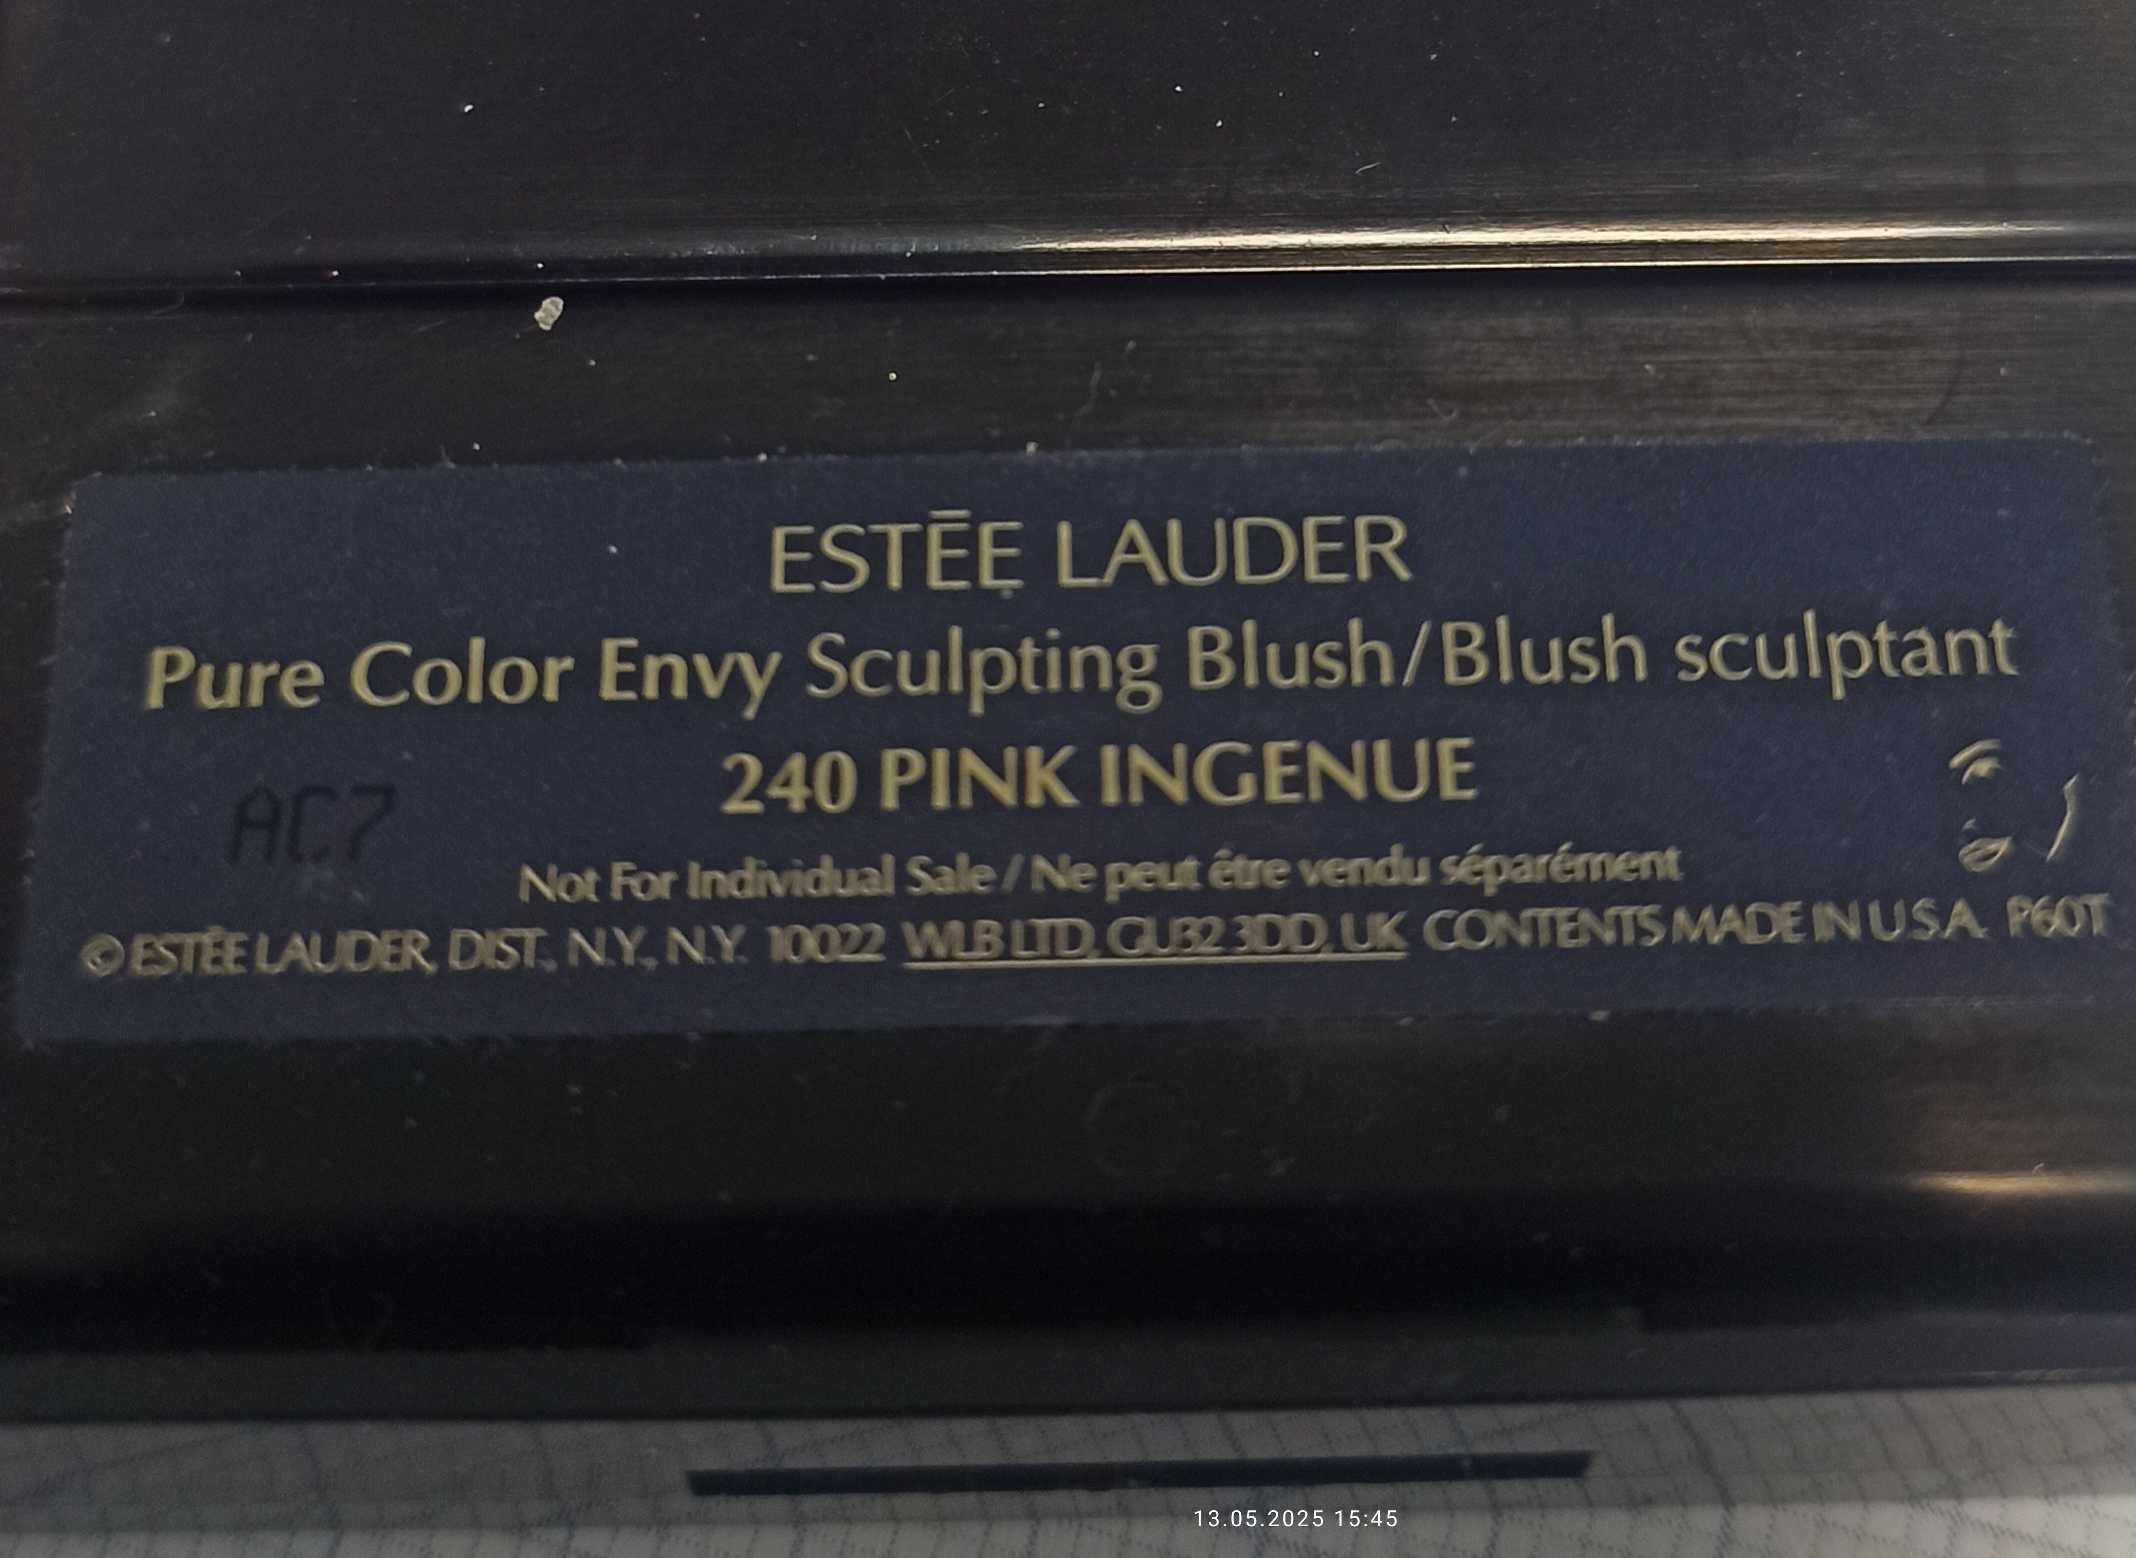 ESTĒE LAUDER
Pure Color Envy Sculpting Blush/Blush sculptant
240 PINK INGENUE
AC7
Not For Individual Sale / Ne peut être vendu séparément
© ESTĒE LAUDER, DIST., N.Y., N.Y. 10022 WLB LTD, GU32 3DD, UK CONTENTS MADE IN U.S.A. P60T
13.05.2025 15:45